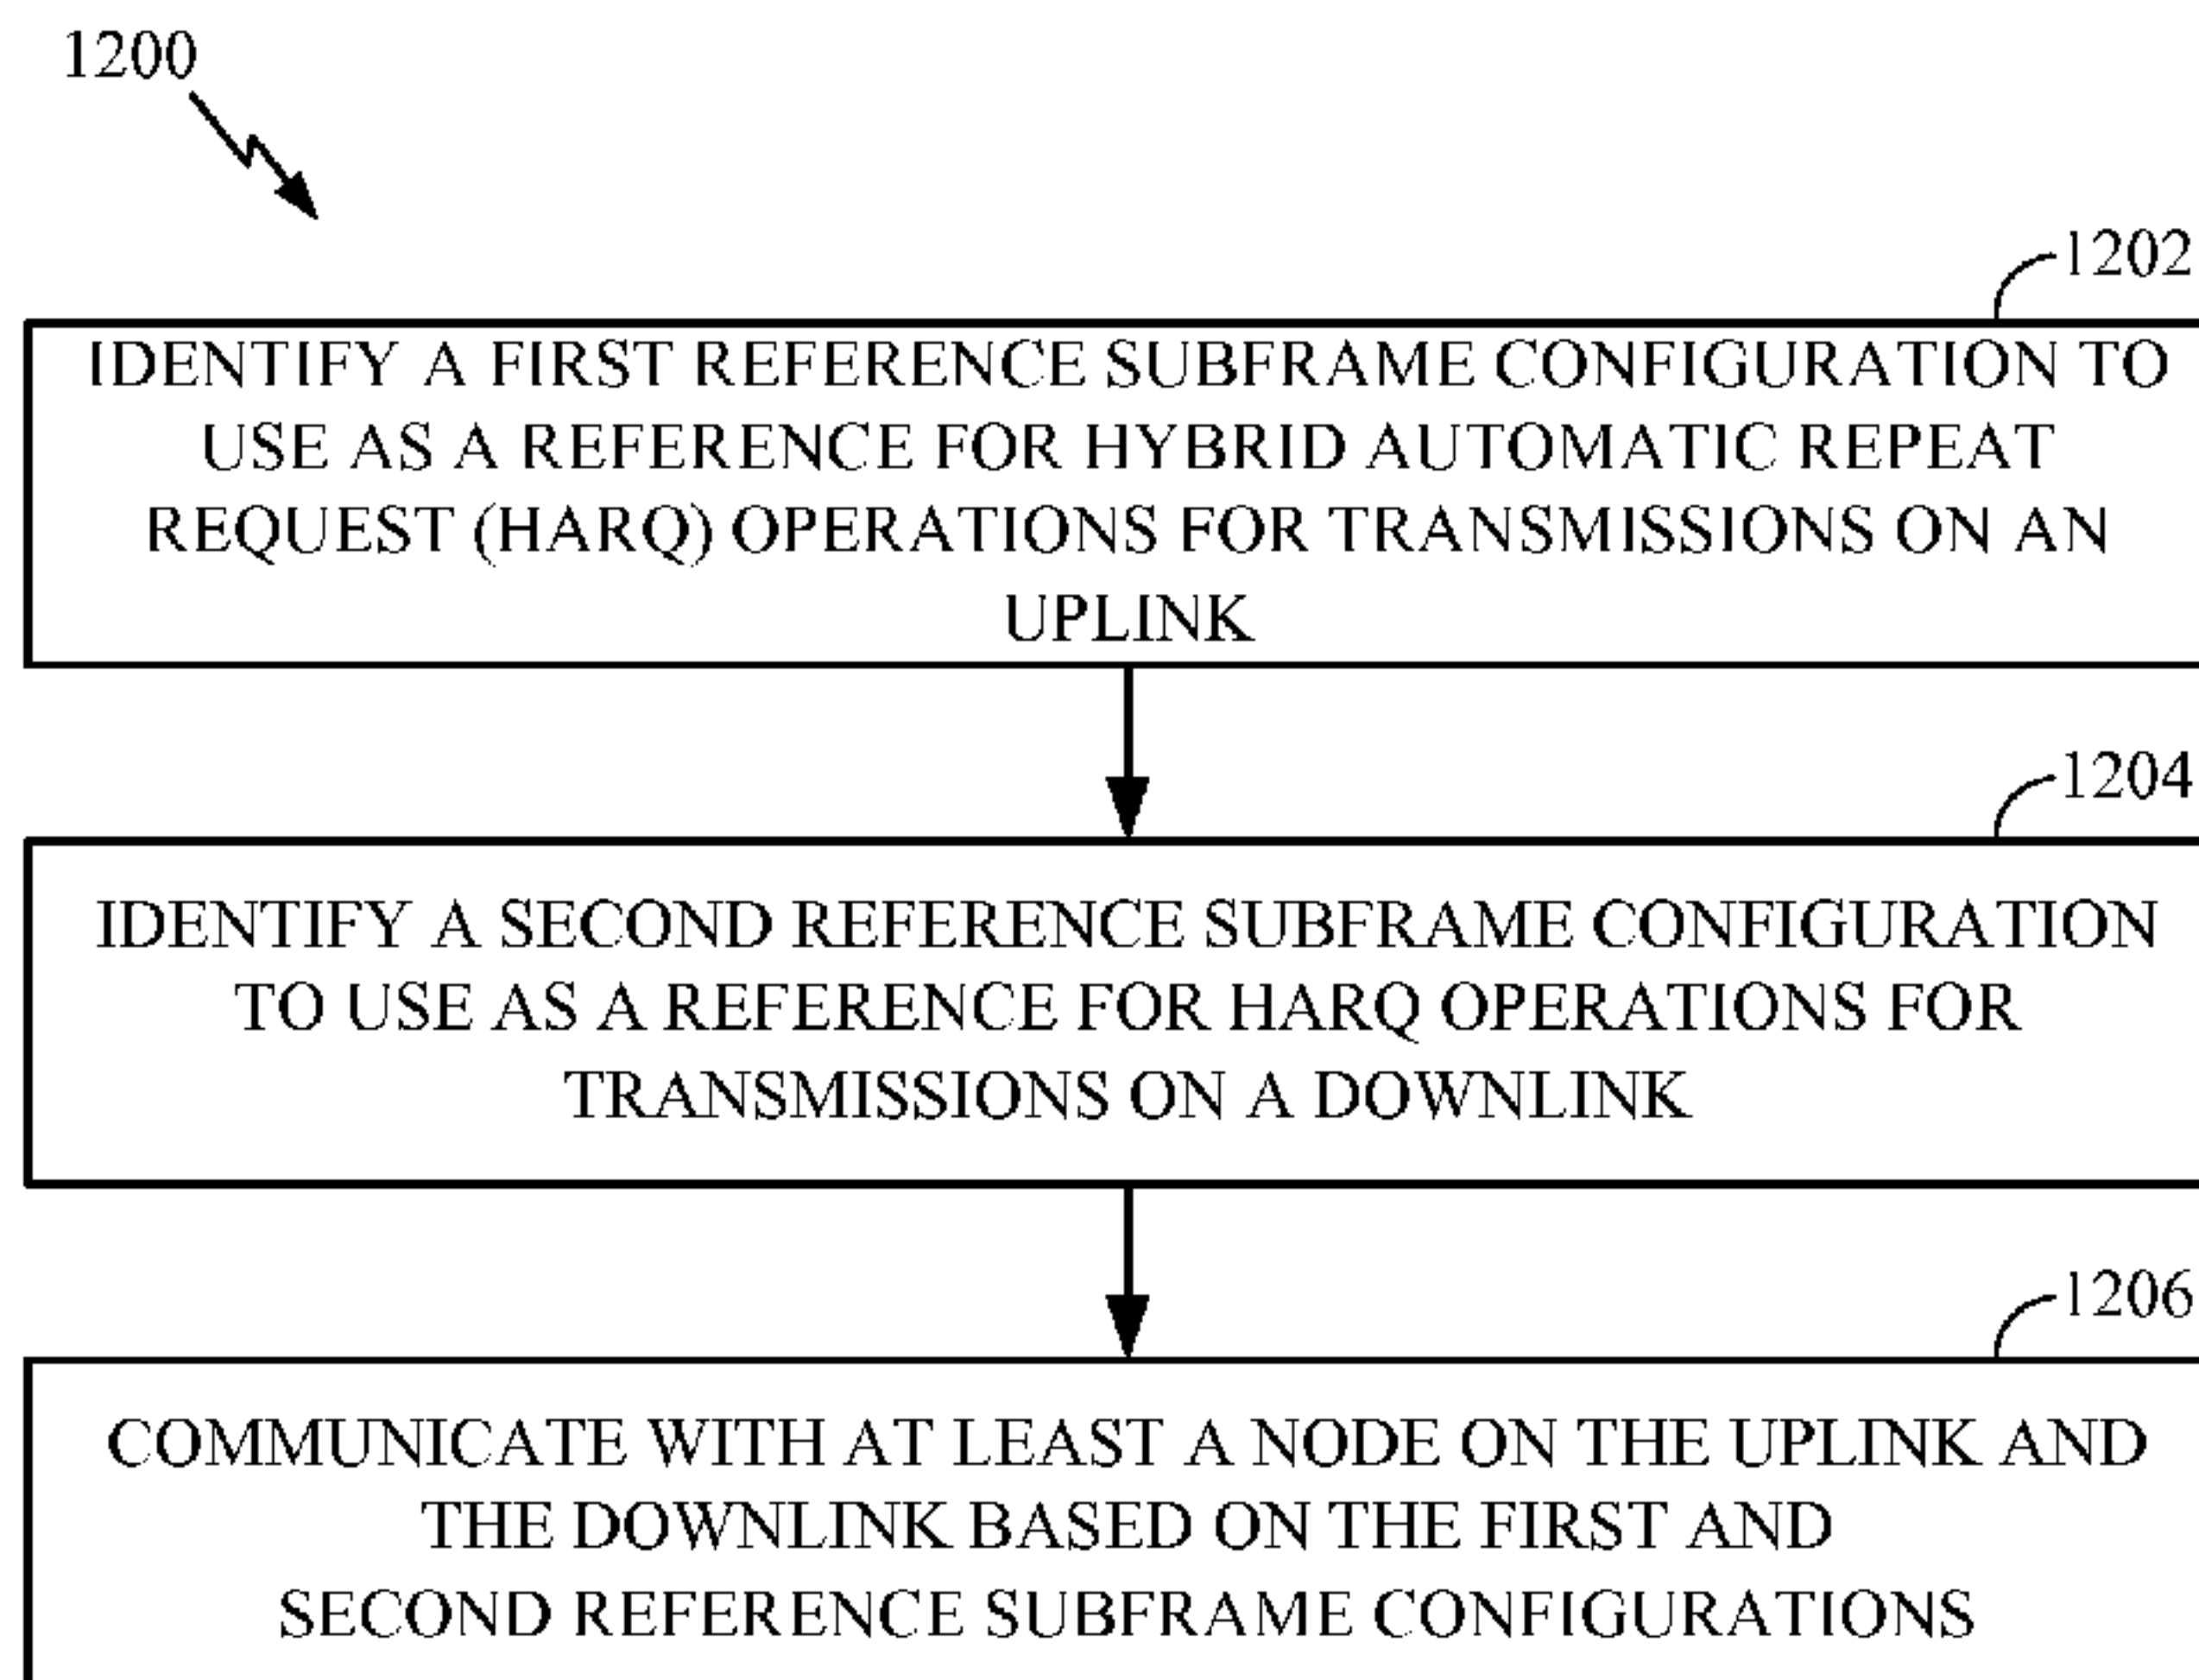 1200
1202
IDENTIFY A FIRST REFERENCE SUBFRAME CONFIGURATION TO
USE AS A REFERENCE FOR HYBRID AUTOMATIC REPEAT
REQUEST (HARQ) OPERATIONS FOR TRANSMISSIONS ON AN
UPLINK
1204
IDENTIFY A SECOND REFERENCE SUBFRAME CONFIGURATION
TO USE AS A REFERENCE FOR HARQ OPERATIONS FOR
TRANSMISSIONS ON A DOWNLINK
1206
COMMUNICATE WITH AT LEAST A NODE ON THE UPLINK AND
THE DOWNLINK BASED ON THE FIRST AND
SECOND REFERENCE SUBFRAME CONFIGURATIONS